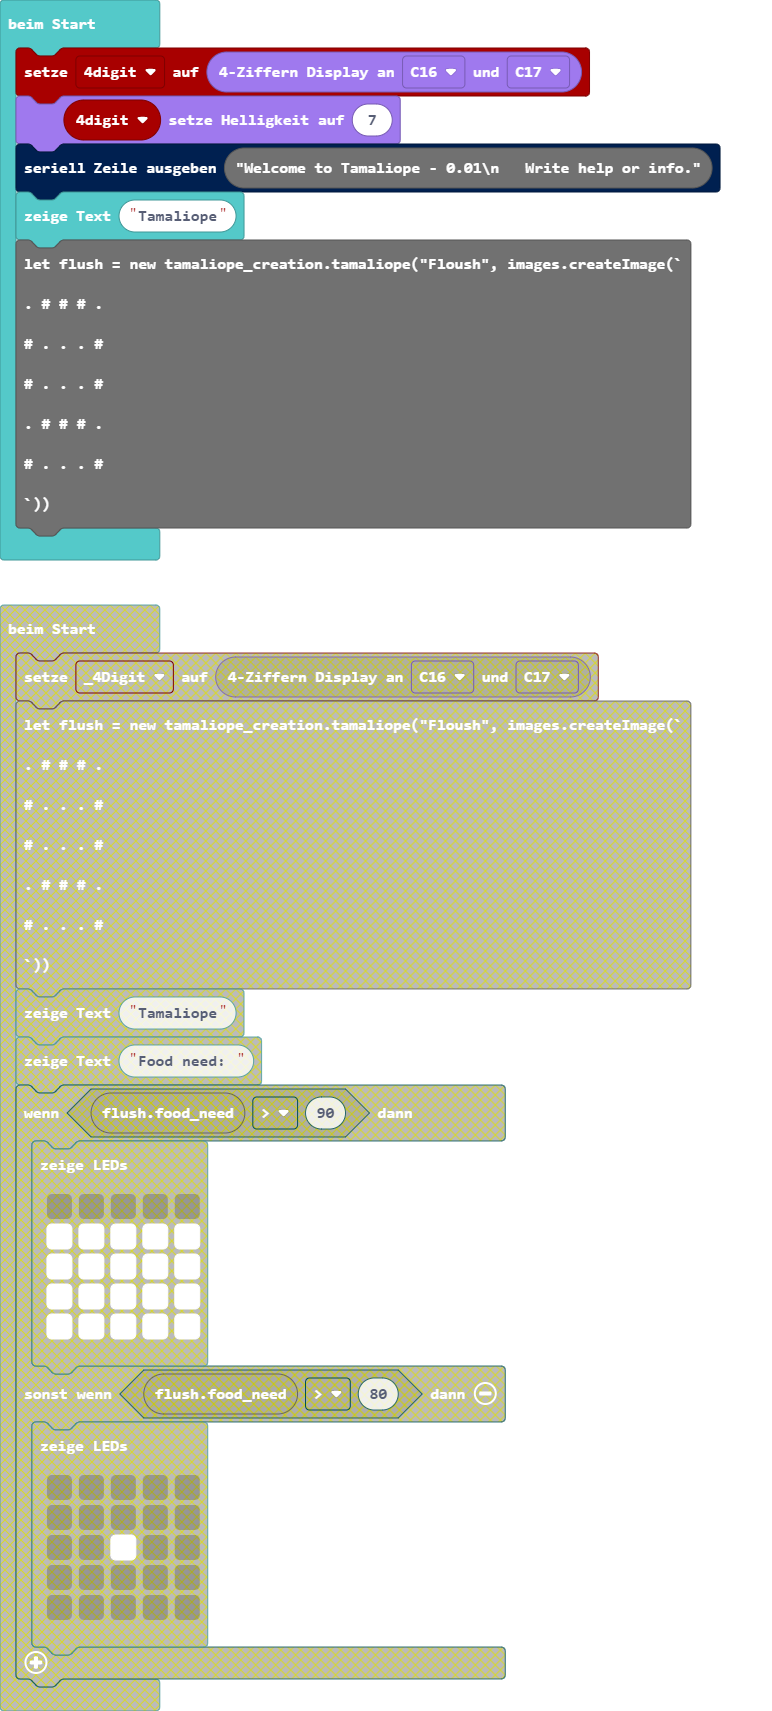 beim Start
setze 4digit auf 4-Ziffern Display an C16 und C17
4digit setze Helligkeit auf 7
seriell Zeile ausgeben "Welcome to Tamaliope - 0.01\n   Write help or info."
zeige Text "Tamaliope"
let flush = new tamaliope_creation.tamaliope("Floush", images.createImage(`
. # # # .
# . . . #
# . . . #
. # # # .
# . . . #
`))
beim Start
setze _4Digit auf 4-Ziffern Display an C16 und C17
let flush = new tamaliope_creation.tamaliope("Floush", images.createImage(`
. # # # .
# . . . #
# . . . #
. # # # .
# . . . #
`))
zeige Text "Tamaliope"
zeige Text "Food need: "
wenn flush.food_need > 90 dann
zeige LEDs
sonst wenn flush.food_need > 80 dann
zeige LEDs